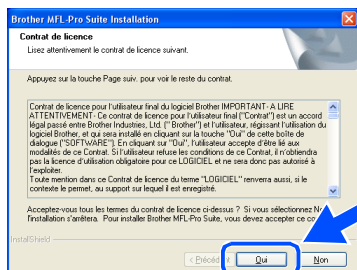 Brother MFL-Pro Suite Installation
Contrat de licence
Lisez attentivement le contrat de licence suivant.
Appuyez sur la touche Page suiv. pour voir le reste du contrat.
Contrat de licence pour l'utilisateur final du logiciel Brother IMPORTANT- A LIRE
ATTENTIVEMENT- Ce contrat de licence pour l'utilisateur final ("Contrat") est un accord
légal passé entre Brother Industries, Ltd. (" Brother") et l'utilisateur, régissant l'utilisation du
logiciel Brother, et qui sera installé en cliquant sur la touche "Oui" de cette boîte de
dialogue ("SOFTWARE"). En cliquant sur "Oui", l'utilisateur accepte d'être lié aux
modalités de ce Contrat. Si l'utilisateur refuse les conditions de ce Contrat, il n'obtiendra
pas la licence d'utilisation obligatoire pour ce LOGICIEL et ne sera donc pas autorisé à
l'exploiter.
Toute mention dans ce Contrat de licence du terme "LOGICIEL" renverra aussi, si le
contexte le permet, au support sur lequel il est enregistré.
Acceptez-vous tous les termes du contrat de licence ci-dessus ? Si vous sélectionnez
l'installation s'arrêtera. Pour installer Brother MFL-Pro Suite, vous devez accepter ce
InstallShield
< Précéd
Oui
Non